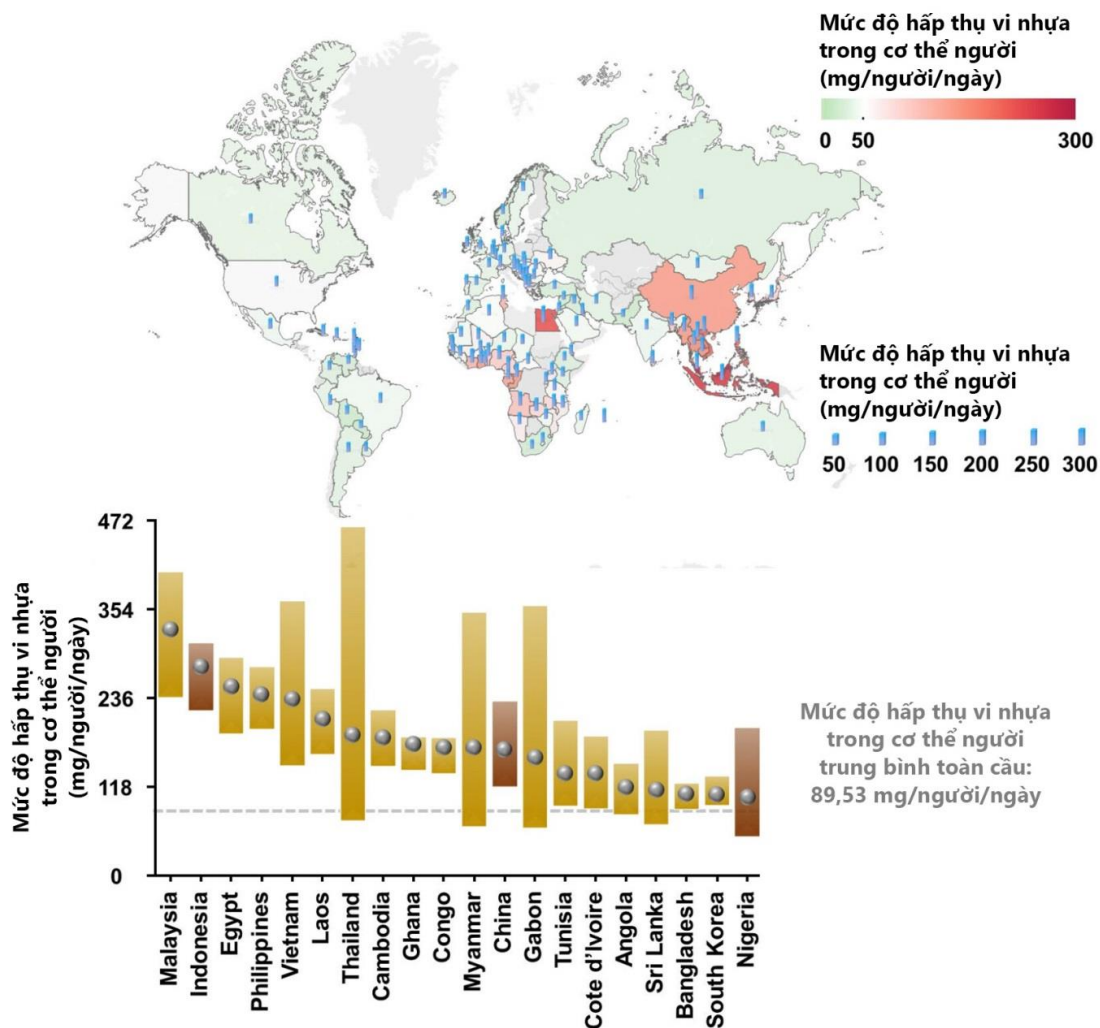 Mức độ hấp thụ vi nhựa
trong cơ thể người
(mg/người/ngày)
0 50 300
Mức độ hấp thụ vi nhựa
trong cơ thể người
(mg/người/ngày)
50 100 150 200 250 300
Mức độ hấp thụ vi nhựa
trong cơ thể người
(mg/người/ngày)
472
354
236
118
0
Mức độ hấp thụ vi nhựa
trong cơ thể người
trung bình toàn cầu:
89,53 mg/người/ngày
Malaysia
Indonesia
Egypt
Philippines
Vietnam
Laos
Thailand
Cambodia
Ghana
Congo
Myanmar
China
Gabon
Tunisia
Cote d'Ivoire
Angola
Sri Lanka
Bangladesh
South Korea
Nigeria